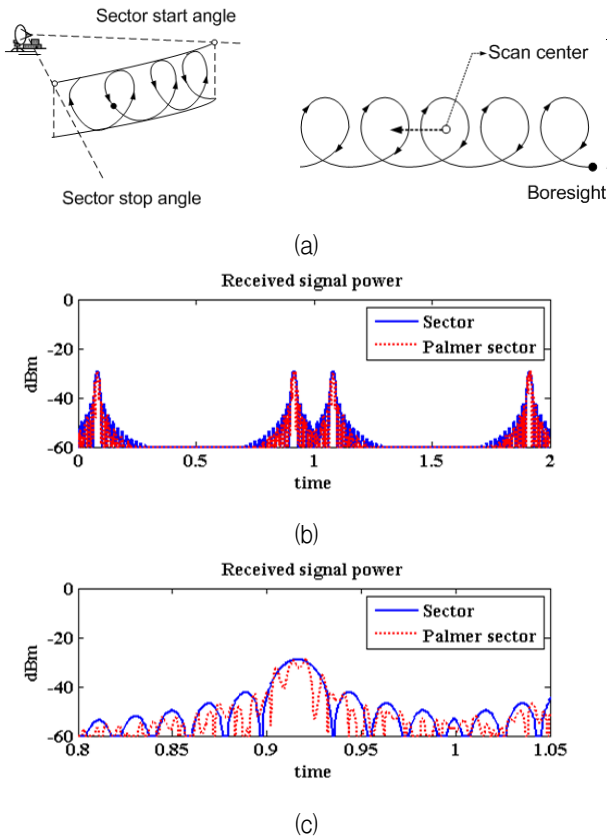 Sector start angle
Scan center
Sector stop angle
Boresight
(a)
Received signal power
0
-20
-40
-60
dBm
Sector
Palmer sector
0
0.5
1
1.5
2
time
(b)
Received signal power
0
-20
-40
-60
dBm
Sector
Palmer sector
0.8
0.85
0.9
0.95
1
1.05
time
(c)